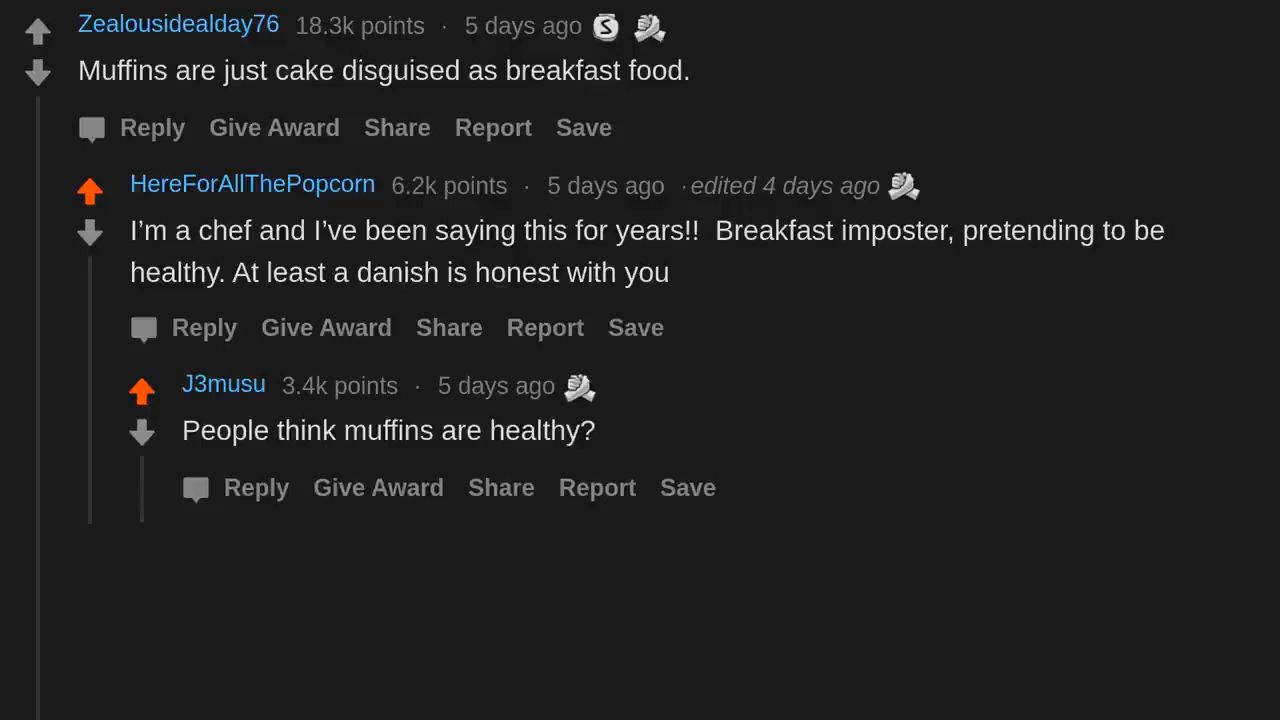 Zealousidealday76 18.3k points · 5 days ago
Muffins are just cake disguised as breakfast food.
Reply Give Award Share Report Save
HereForAllThePopcorn 6.2k points · 5 days ago ·edited 4 days ago
I’m a chef and I’ve been saying this for years!!  Breakfast imposter, pretending to be
healthy. At least a danish is honest with you
Reply Give Award Share Report Save
J3musu 3.4k points · 5 days ago
People think muffins are healthy?
Reply Give Award Share Report Save